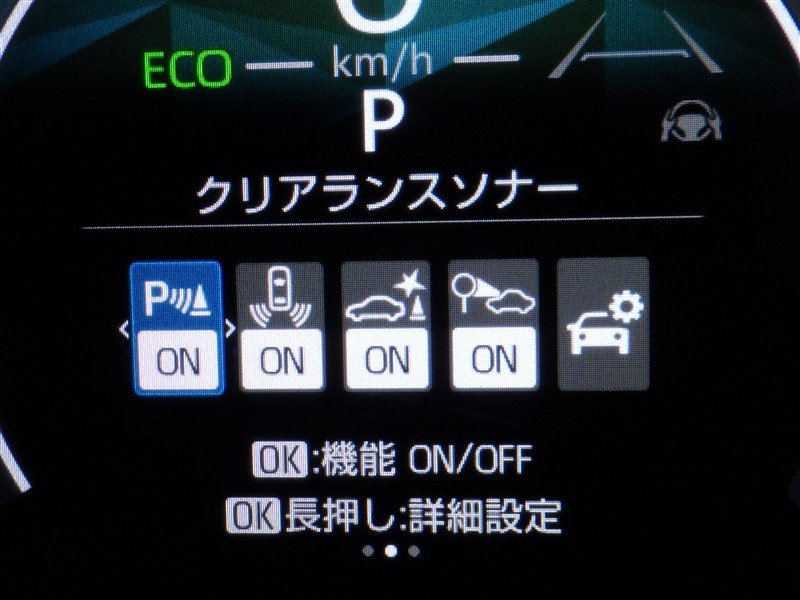 0
ECO km/h
P
クリアランスソナー
P
ON ON ON ON
OK:機能 ON/OFF
OK長押し:詳細設定